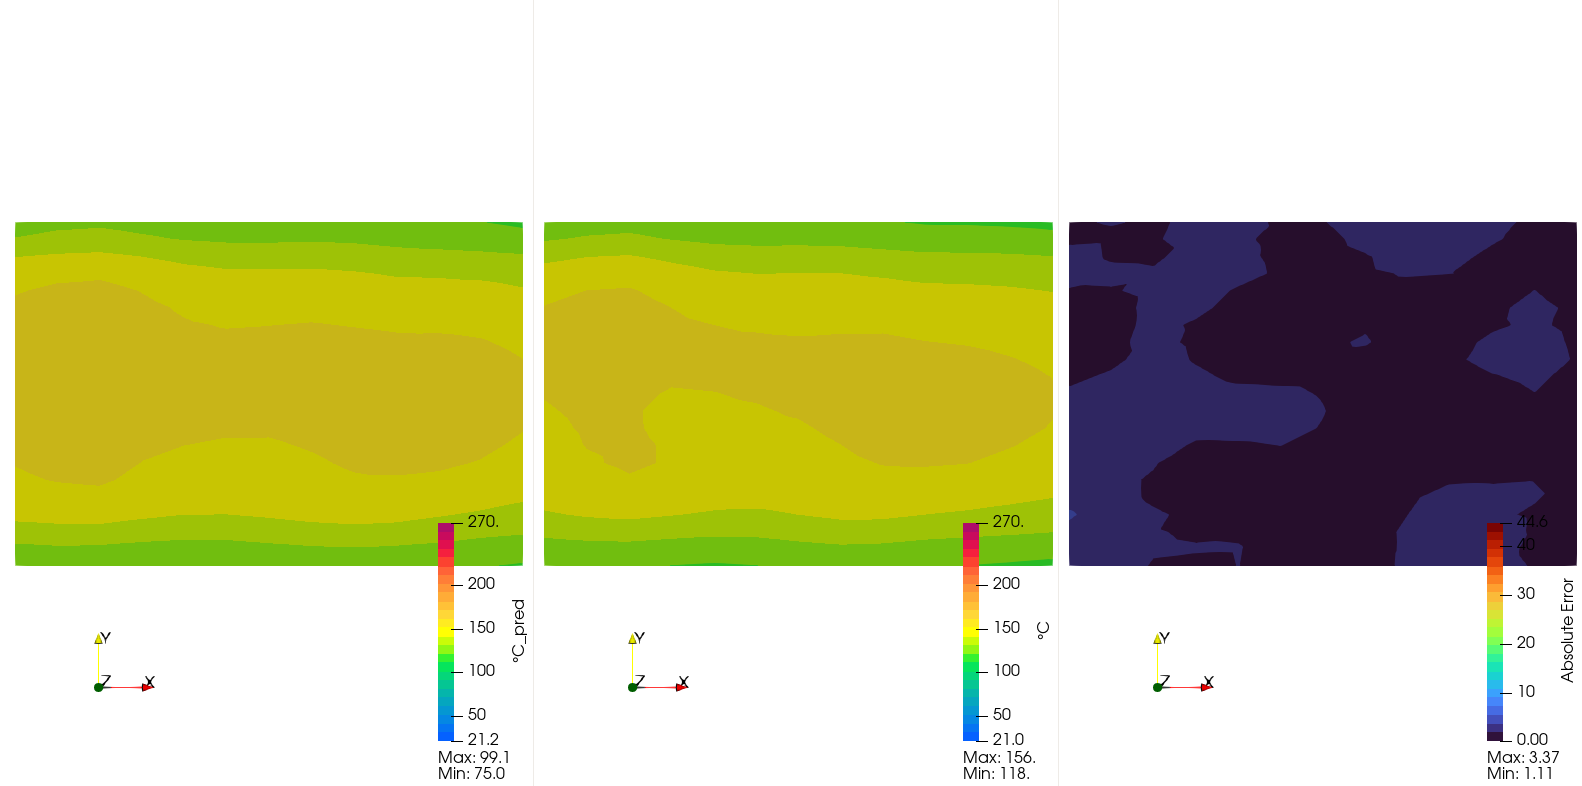 270.
200
150
100
50
21.2
°C_pred
Max: 99.1
Min: 75.0
Y
Z
X
270.
200
150
100
50
21.0
°C
Max: 156.
Min: 118.
Y
Z
X
44.6
40
30
20
10
0.00
Absolute Error
Max: 3.37
Min: 1.11
Y
Z
X